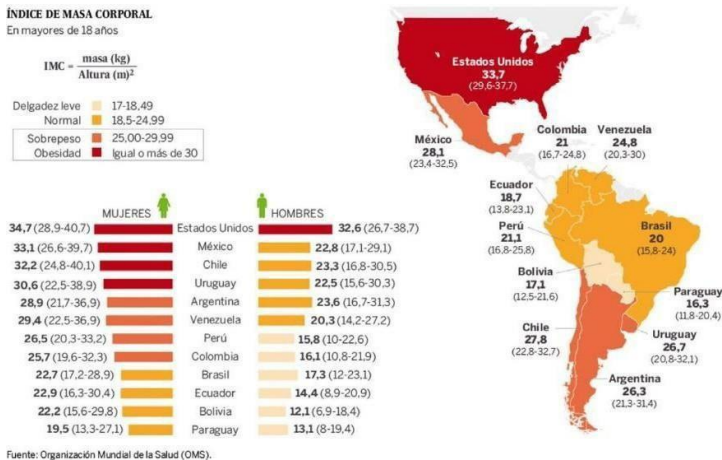 ÍNDICE DE MASA CORPORAL
En mayores de 18 años
IMC = masa (kg)
Altura (m)²
Delgadez leve 17-18,49
Normal 18,5-24,99
Sobrepeso 25,00-29,99
Obesidad Igual o más de 30
MUJERES HOMBRES
34,7 (28,9-40,7) Estados Unidos 32,6 (26,7-38,7)
33,1 (26,6-39,7) México 22,8 (17,1-29,1)
32,2 (24,8-40,1) Chile 23,3 (16,8-30,5)
30,6 (22,5-38,9) Uruguay 22,5 (15,6-30,3)
28,9 (21,7-36,9) Argentina 23,6 (16,7-31,3)
29,4 (22,5-36,9) Venezuela 20,3 (14,2-27,2)
26,5 (20,3-33,2) Perú 15,8 (10-22,6)
25,7 (19,6-32,3) Colombia 16,1 (10,8-21,9)
22,7 (17,2-28,9) Brasil 17,3 (12-23,1)
22,9 (16,3-30,4) Ecuador 14,4 (8,9-20,9)
22,2 (15,6-29,8) Bolivia 12,1 (6,9-18,4)
19,5 (13,3-27,1) Paraguay 13,1 (8-19,4)
Estados Unidos
33,7
(29,6-37,7)
México
28,1
(23,4-32,5)
Colombia
21
(16,7-24,8)
Venezuela
24,8
(20,3-30)
Ecuador
18,7
(13,8-23,1)
Perú
21,1
(16,8-25,8)
Brasil
20
(15,8-24)
Bolivia
17,1
(12,5-21,6)
Paraguay
16,3
(11,8-20,4)
Chile
27,8
(22,8-32,7)
Uruguay
26,7
(20,8-32,1)
Argentina
26,3
(21,3-31,4)
Fuente: Organización Mundial de la Salud (OMS).